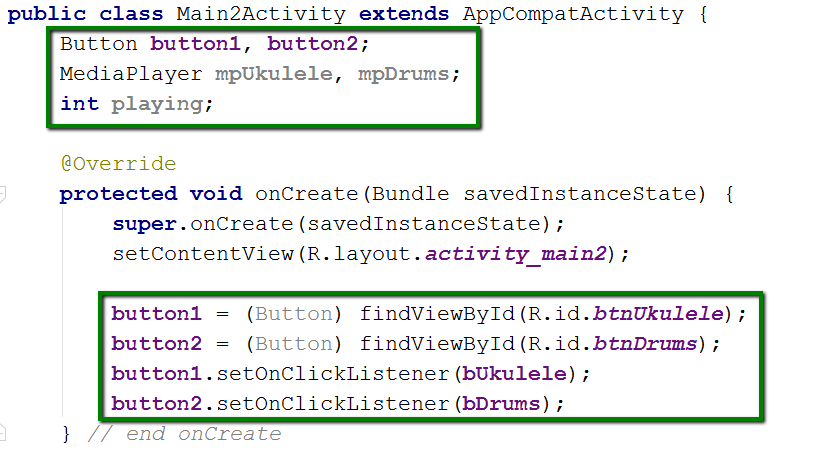 public class Main2Activity extends AppCompatActivity {
Button button1, button2;
MediaPlayer mpUkulele, mpDrums;
int playing;
@Override
protected void onCreate(Bundle savedInstanceState) {
super.onCreate(savedInstanceState);
setContentView(R.layout.activity_main2);
button1 = (Button) findViewById(R.id.btnUkulele);
button2 = (Button) findViewById(R.id.btnDrums);
button1.setOnClickListener(bUkulele);
button2.setOnClickListener(bDrums);
} // end onCreate